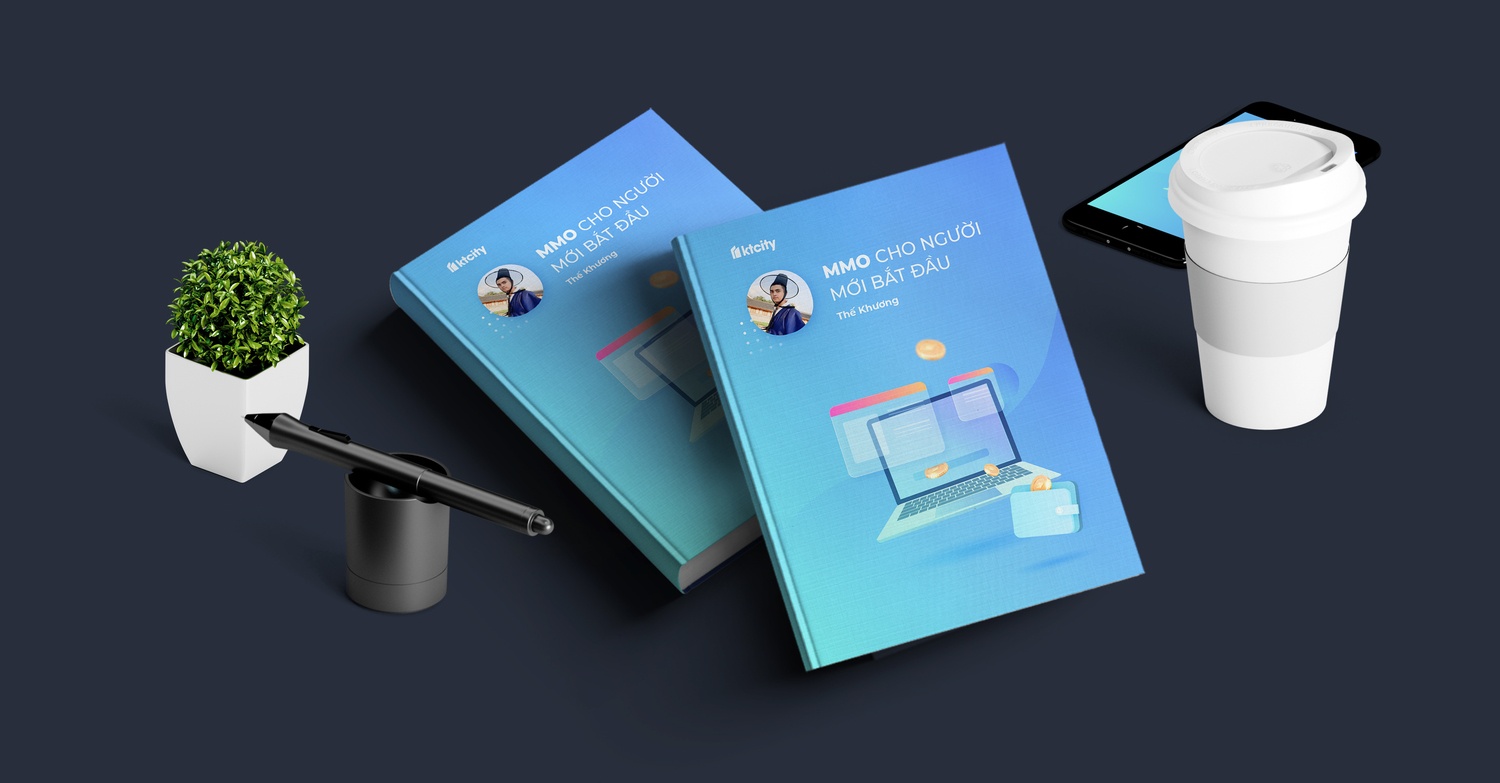 ktcity
MMO CHO NGƯỜI
MỚI BẮT ĐẦU
Thế Khương
ktcity
MMO CHO NGƯỜI
MỚI BẮT ĐẦU
Thế Khương